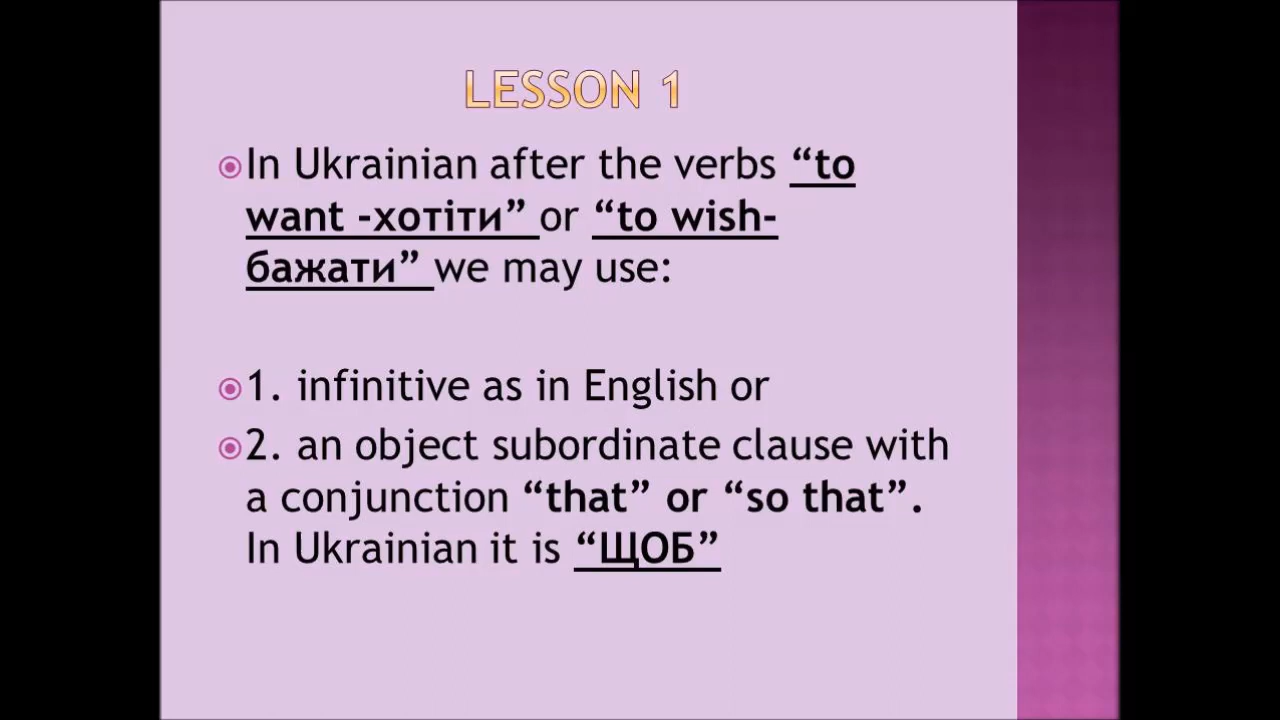 LESSON 1
In Ukrainian after the verbs “to
want -хотіти” or “to wish-
бажати” we may use:
1. infinitive as in English or
2. an object subordinate clause with
a conjunction “that” or “so that”.
In Ukrainian it is “ЩОБ”